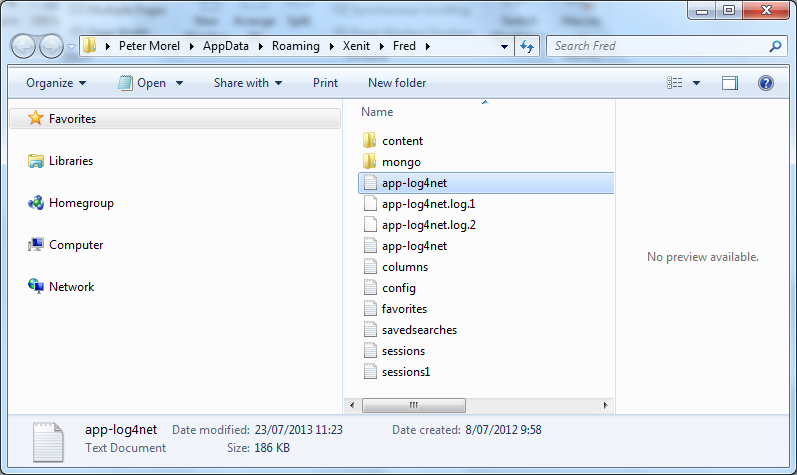 Peter Morel AppData Roaming Xenit Fred Search Fred
Organize Open Share with Print New folder
Name
Favorites
Libraries
Homegroup
Computer
Network
content
mongo
app-log4net
app-log4net.log.1
app-log4net.log.2
app-log4net
columns
config
favorites
savedsearches
sessions
sessions1
No preview available.
app-log4net Date modified: 23/07/2013 11:23 Date created: 8/07/2012 9:58
Text Document Size: 186 KB